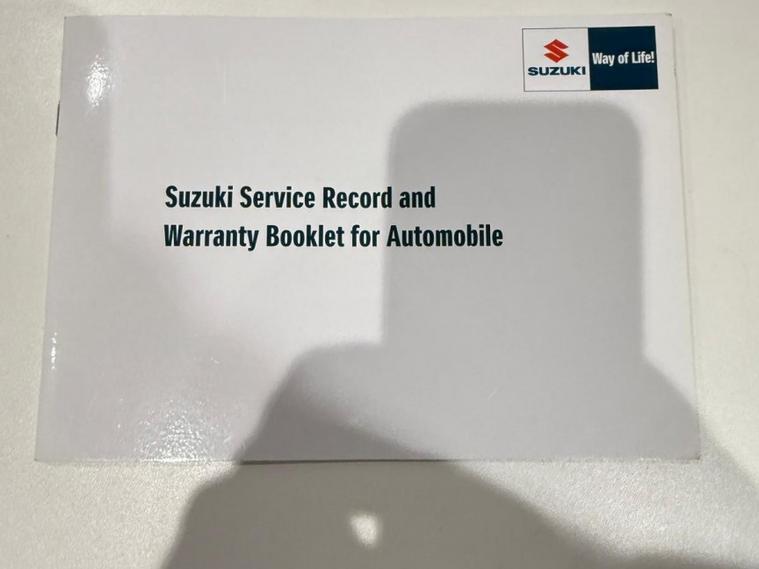 SUZUKI
Way of Life!
Suzuki Service Record and
Warranty Booklet for Automobile